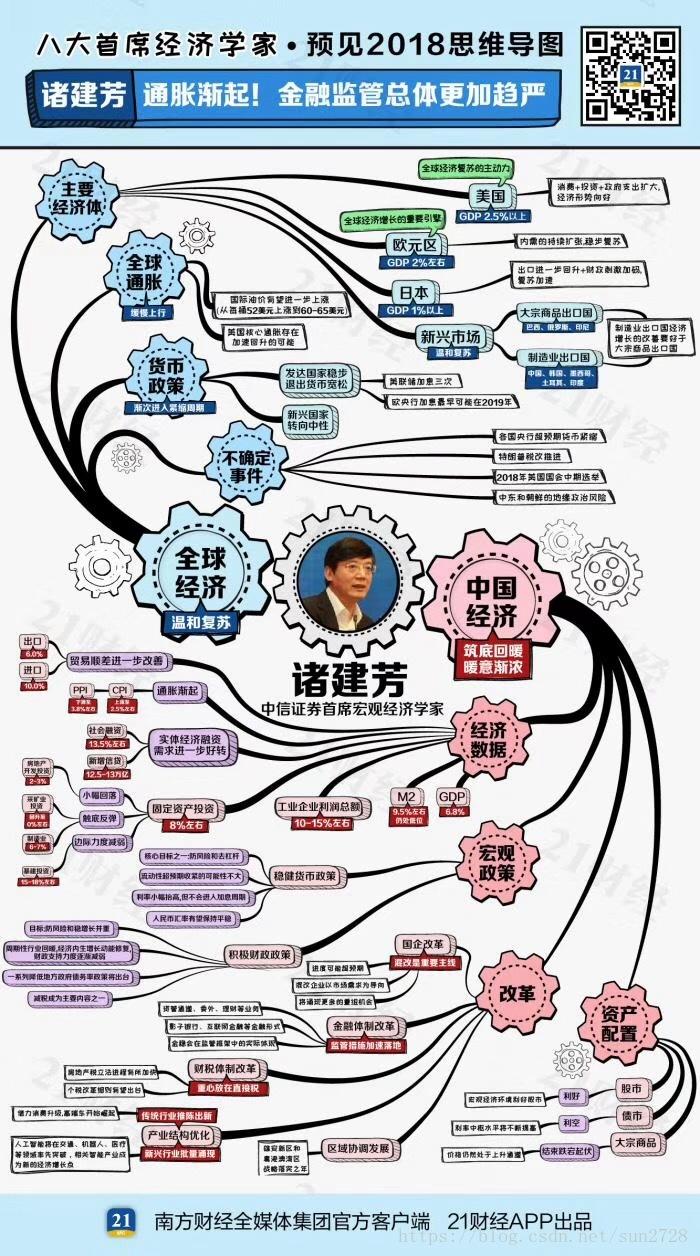 八大首席经济学家·预见2018思维导图
诸建芳 通胀渐起！金融监管总体更加趋严
21
主要
经济体
全球经济复苏的主动力
美国
GDP 2.5%以上
消费+投资+政府支出扩大,
经济形势向好
全球经济增长的重要引擎
欧元区
GDP 2%左右
内需的持续扩张,稳步复苏
日本
GDP 1%以上
出口进一步回升+财政刺激加码,
复苏加速
新兴市场
温和复苏
大宗商品出口国
巴西、俄罗斯、印尼
制造业出口国
中国、韩国、墨西哥、
土耳其、印度
制造业出口国经济
增长的改善要好于
大宗商品出口国
全球
通胀
缓慢上行
国际油价有望进一步上涨
(从每桶52美元上涨到60-65美元)
美国核心通胀存在
加速回升的可能
货币
政策
渐次进入紧缩周期
发达国家稳步
退出货币宽松
美联储加息三次
欧央行加息最早可能在2019年
新兴国家
转向中性
不确定
事件
各国央行超预期货币紧缩
特朗普税改推进
2018年美国国会中期选举
中东和朝鲜的地缘政治风险
全球
经济
温和复苏
诸建芳
中信证券首席宏观经济学家
中国
经济
筑底回暖
暖意渐浓
经济
数据
贸易顺差进一步改善
出口
6.0%
进口
10.0%
通胀渐起
PPI
下滑至
3.8%左右
CPI
上涨至
2.5%左右
实体经济融资
需求进一步好转
社会融资
13.5%左右
新增信贷
12.5-13万亿
固定资产投资
8%左右
小幅回落
房地产
开发投资
2-3%
触底反弹
采矿业
投资
回升至
0%左右
边际力度减弱
制造业
6-7%
基建投资
15-18%左右
工业企业利润总额
10-15%左右
M2
9.5%左右
仍处低位
GDP
6.8%
宏观
政策
稳健货币政策
核心目标之一:防风险和去杠杆
流动性超预期收紧的可能性不大
利率小幅抬高,但不会进入加息周期
人民币汇率有望保持平稳
积极财政政策
目标:防风险和稳增长并重
周期性行业回暖,经济内生增长动能修复,
财政支持力度逐渐减弱
一系列降低地方政府债务率政策将出台
减税成为主要内容之一
改革
国企改革
混改是重要主线
进度可能超预期
混改企业以市场需求为导向
将涌现更多的重组机会
金融体制改革
监管措施加速落地
资管通道、委外、理财等业务
影子银行、互联网金融等金融形式
金稳会在监管框架中的实际体现
财税体制改革
重心放在直接税
房地产税立法进程有所加快
个税改革细则有望出台
产业结构优化
传统行业推陈出新
借力消费升级,高端车开始崛起
新兴行业批量涌现
人工智能将在交通、机器人、医疗
等领域率先突破，相关智能产业成
为新的经济增长点
区域协调发展
雄安新区和
粤港澳湾区
战略落实之年
资产
配置
股市
利好
宏观经济环境利好股市
债市
利空
利率中枢水平将不断提高
大宗商品
结束跌宕起伏
价格仍然处于上升通道
21
南方财经全媒体集团官方客户端 21财经APP出品
https://blog.csdn.net/sun2728